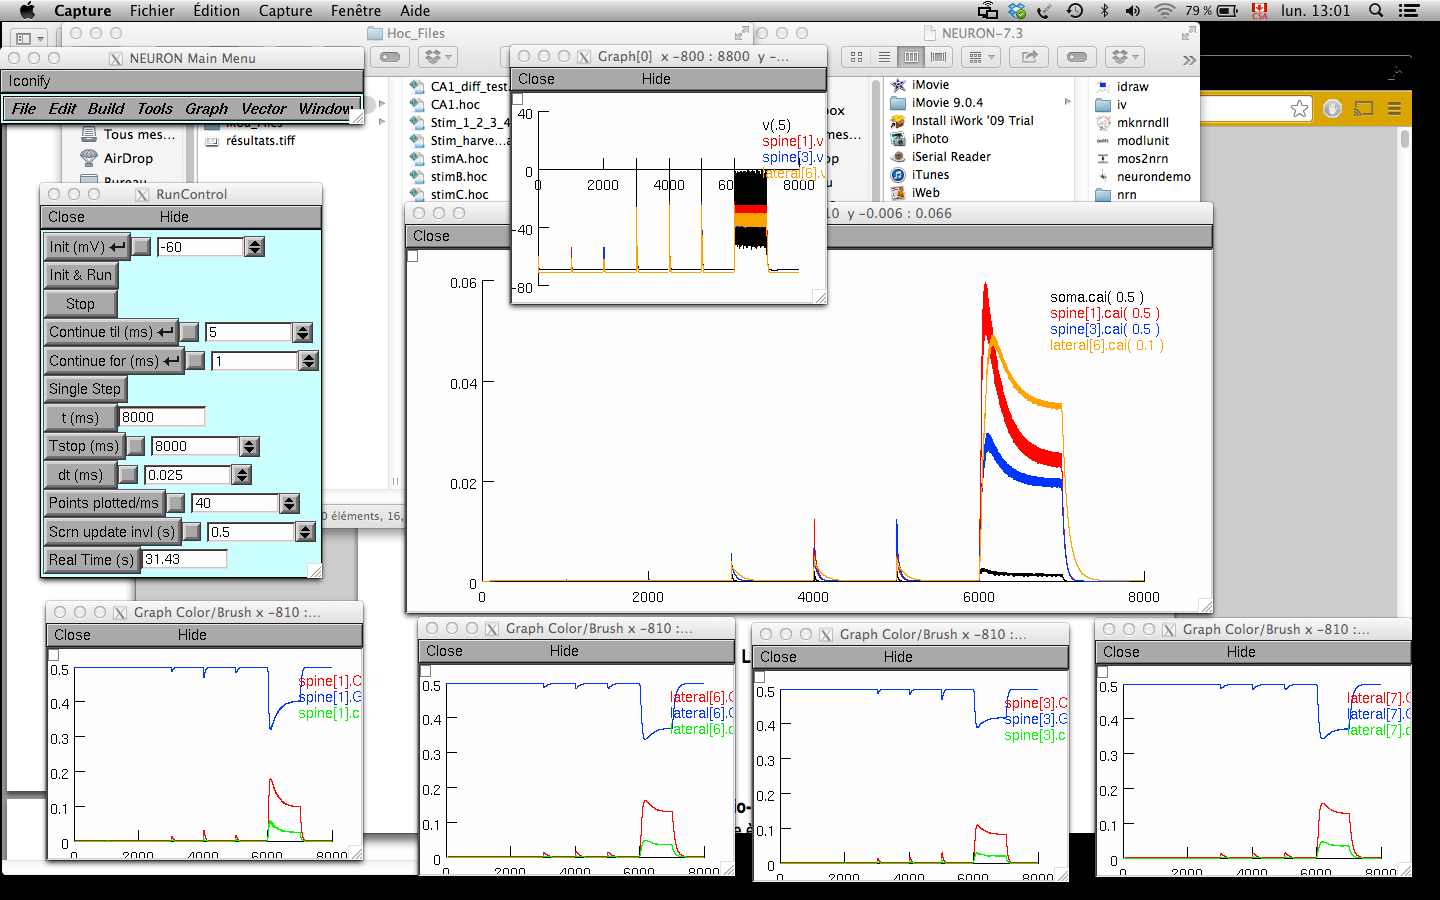 Capture Fichier Édition Capture Fenêtre Aide
79 % CSA lun. 13:01
Hoc_Files
NEURON-7.3
NEURON Main Menu
Iconify
File Edit Build Tools Graph Vector Window
Tous mes...
AirDrop
Bureau
résultats.tiff
CA1_diff_test.
CA1.hoc
Stim_1_2_3_4
Stim_harve...a
stimA.hoc
stimB.hoc
stimC.hoc
Graph[0] x -800 : 8800 y -...
Close Hide
40
0
-40
-80
0 2000 4000 6000 8000
v(.5)
spine[1].v
spine[3].v
lateral[6].v
iMovie
iMovie 9.0.4
Install iWork '09 Trial
iPhoto
iSerial Reader
iTunes
iWeb
idraw
iv
mknrndll
modlunit
mos2nrn
neurondemo
nrn
RunControl
Close Hide
Init (mV) -60
Init & Run
Stop
Continue til (ms) 5
Continue for (ms) 1
Single Step
t (ms) 8000
Tstop (ms) 8000
dt (ms) 0.025
Points plotted/ms 40
Scrn update invl (s) 0.5
Real Time (s) 31.43
0 éléments, 16,
10 y -0.006 : 0.066
Close
0.06
0.04
0.02
0
0 2000 4000 6000 8000
soma.cai( 0.5 )
spine[1].cai( 0.5 )
spine[3].cai( 0.5 )
lateral[6].cai( 0.1 )
Graph Color/Brush x -810 :...
Close Hide
0.5
0.4
0.3
0.2
0.1
0
0 2000 4000 6000 8000
spine[1].C
spine[1].G
spine[1].c
Graph Color/Brush x -810 :...
Close Hide
0.5
0.4
0.3
0.2
0.1
0
0 2000 4000 6000 8000
lateral[6].C
lateral[6].G
lateral[6].c
Graph Color/Brush x -810 :...
Close Hide
0.5
0.4
0.3
0.2
0.1
0
0 2000 4000 6000 8000
spine[3].C
spine[3].G
spine[3].c
Graph Color/Brush x -810 :...
Close Hide
0.5
0.4
0.3
0.2
0.1
0
0 2000 4000 6000 8000
lateral[7].C
lateral[7].G
lateral[7].c